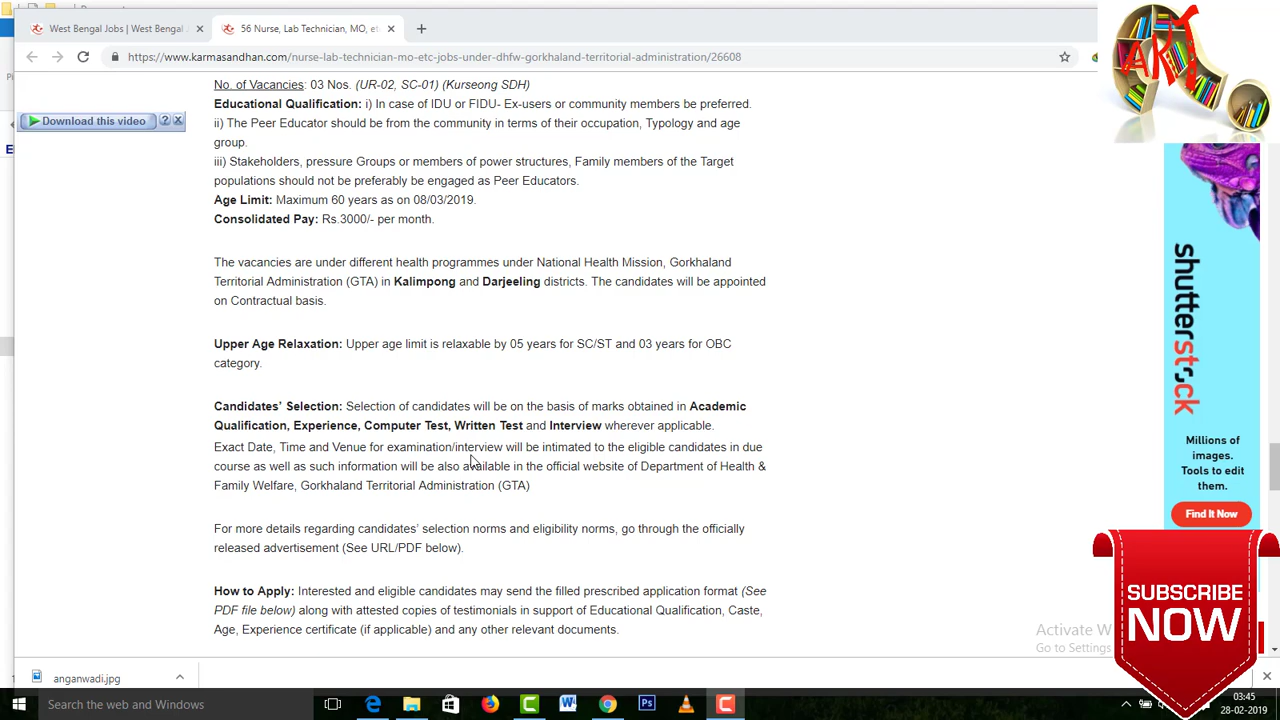 West Bengal Jobs | West Bengal
56 Nurse, Lab Technician, MO, et
https://www.karmasandhan.com/nurse-lab-technician-mo-etc-jobs-under-dhfw-gorkhaland-territorial-administration/26608
ART
No. of Vacancies: 03 Nos. (UR-02, SC-01) (Kurseong SDH)
Educational Qualification: i) In case of IDU or FIDU- Ex-users or community members be preferred.
Download this video
ii) The Peer Educator should be from the community in terms of their occupation, Typology and age
group.
iii) Stakeholders, pressure Groups or members of power structures, Family members of the Target
populations should not be preferably be engaged as Peer Educators.
Age Limit: Maximum 60 years as on 08/03/2019.
Consolidated Pay: Rs.3000/- per month.
The vacancies are under different health programmes under National Health Mission, Gorkhaland
Territorial Administration (GTA) in Kalimpong and Darjeeling districts. The candidates will be appointed
on Contractual basis.
Upper Age Relaxation: Upper age limit is relaxable by 05 years for SC/ST and 03 years for OBC
category.
Candidates' Selection: Selection of candidates will be on the basis of marks obtained in Academic
Qualification, Experience, Computer Test, Written Test and Interview wherever applicable.
Exact Date, Time and Venue for examination/interview will be intimated to the eligible candidates in due
course as well as such information will be also available in the official website of Department of Health &
Family Welfare, Gorkhaland Territorial Administration (GTA)
For more details regarding candidates' selection norms and eligibility norms, go through the officially
released advertisement (See URL/PDF below).
How to Apply: Interested and eligible candidates may send the filled prescribed application format (See
PDF file below) along with attested copies of testimonials in support of Educational Qualification, Caste,
Age, Experience certificate (if applicable) and any other relevant documents.
shutterstock
Millions of
images.
Tools to edit
them.
Find It Now
SUBSCRIBE
NOW
Activate W
Go to Settings
anganwadi.jpg
Search the web and Windows
03:45
28-02-2019